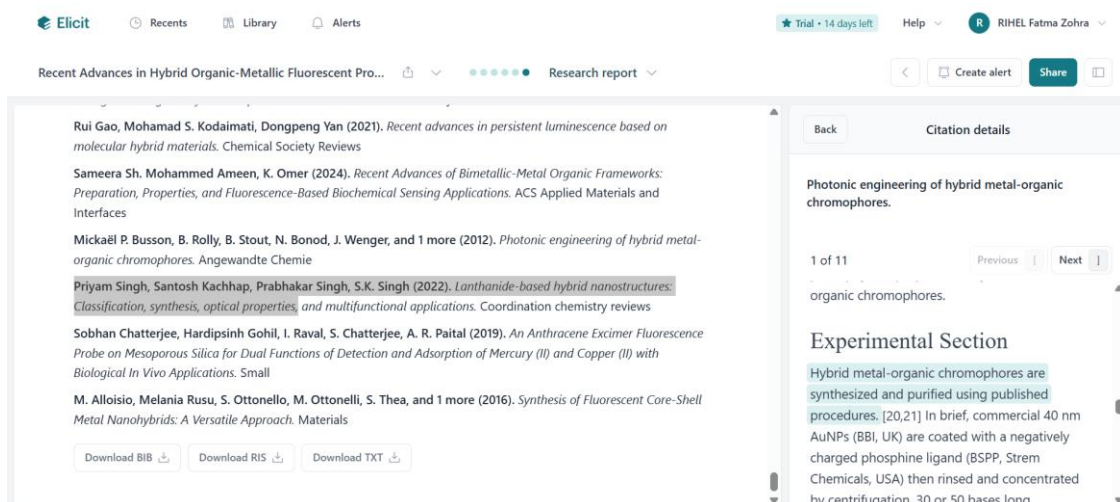 Elicit Recents Library Alerts Trial • 14 days left Help R RIHEL Fatma Zohra
Recent Advances in Hybrid Organic-Metallic Fluorescent Pro... Research report Create alert Share
Rui Gao, Mohamad S. Kodaimati, Dongpeng Yan (2021). Recent advances in persistent luminescence based on
molecular hybrid materials. Chemical Society Reviews
Sameera Sh. Mohammed Ameen, K. Omer (2024). Recent Advances of Bimetallic-Metal Organic Frameworks:
Preparation, Properties, and Fluorescence-Based Biochemical Sensing Applications. ACS Applied Materials and
Interfaces
Mickaël P. Busson, B. Rolly, B. Stout, N. Bonod, J. Wenger, and 1 more (2012). Photonic engineering of hybrid metal-
organic chromophores. Angewandte Chemie
Priyam Singh, Santosh Kachhap, Prabhakar Singh, S.K. Singh (2022). Lanthanide-based hybrid nanostructures:
Classification, synthesis, optical properties, and multifunctional applications. Coordination chemistry reviews
Sobhan Chatterjee, Hardipsinh Gohil, I. Raval, S. Chatterjee, A. R. Paital (2019). An Anthracene Excimer Fluorescence
Probe on Mesoporous Silica for Dual Functions of Detection and Adsorption of Mercury (II) and Copper (II) with
Biological In Vivo Applications. Small
M. Alloisio, Melania Rusu, S. Ottonello, M. Ottonelli, S. Thea, and 1 more (2016). Synthesis of Fluorescent Core-Shell
Metal Nanohybrids: A Versatile Approach. Materials
Download BIB Download RIS Download TXT
Back Citation details
Photonic engineering of hybrid metal-organic
chromophores.
1 of 11 Previous [ Next ]
organic chromophores.
Experimental Section
Hybrid metal-organic chromophores are
synthesized and purified using published
procedures. [20,21] In brief, commercial 40 nm
AuNPs (BBI, UK) are coated with a negatively
charged phosphine ligand (BSPP, Strem
Chemicals, USA) then rinsed and concentrated
by centrifugation. 30 or 50 bases long